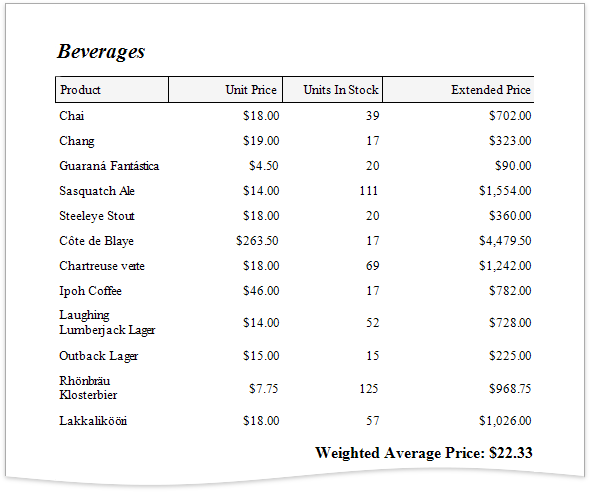 Beverages
Product Unit Price Units In Stock Extended Price
Chai $18.00 39 $702.00
Chang $19.00 17 $323.00
Guaraná Fantástica $4.50 20 $90.00
Sasquatch Ale $14.00 111 $1,554.00
Steeleye Stout $18.00 20 $360.00
Côte de Blaye $263.50 17 $4,479.50
Chartreuse verte $18.00 69 $1,242.00
Ipoh Coffee $46.00 17 $782.00
Laughing
Lumberjack Lager $14.00 52 $728.00
Outback Lager $15.00 15 $225.00
Rhönbräu
Klosterbier $7.75 125 $968.75
Lakkalikööri $18.00 57 $1,026.00
Weighted Average Price: $22.33